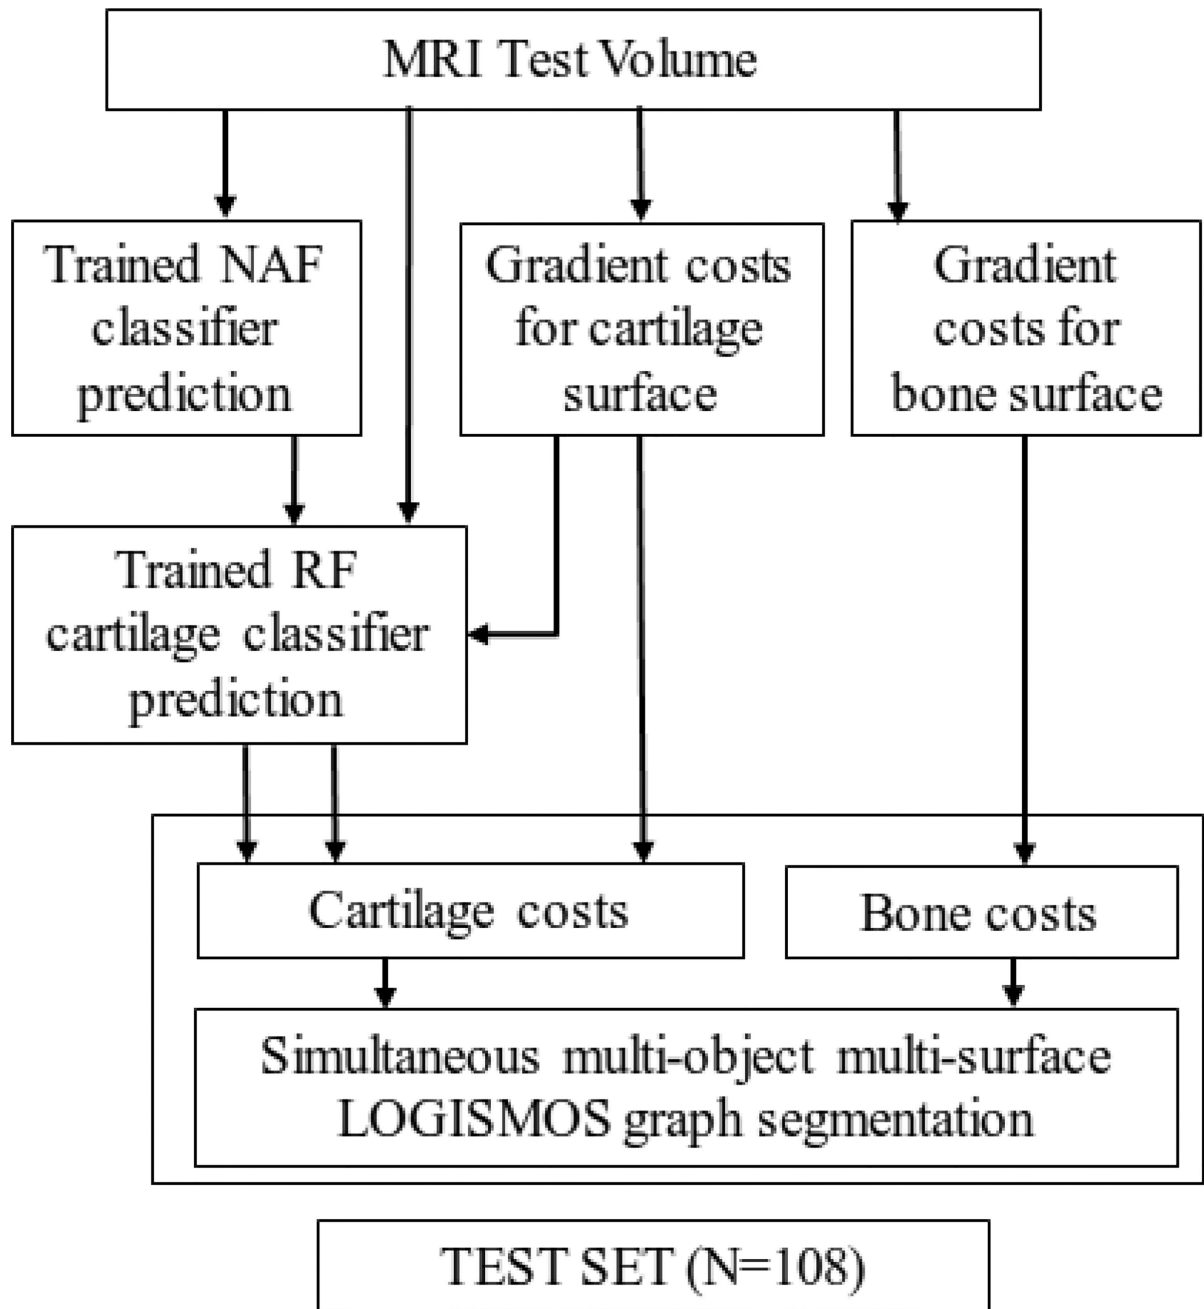 MRI Test Volume
Trained NAF
classifier
prediction
Gradient costs
for cartilage
surface
Gradient
costs for
bone surface
Trained RF
cartilage classifier
prediction
Cartilage costs
Bone costs
Simultaneous multi-object multi-surface
LOGISMOS graph segmentation
TEST SET (N=108)